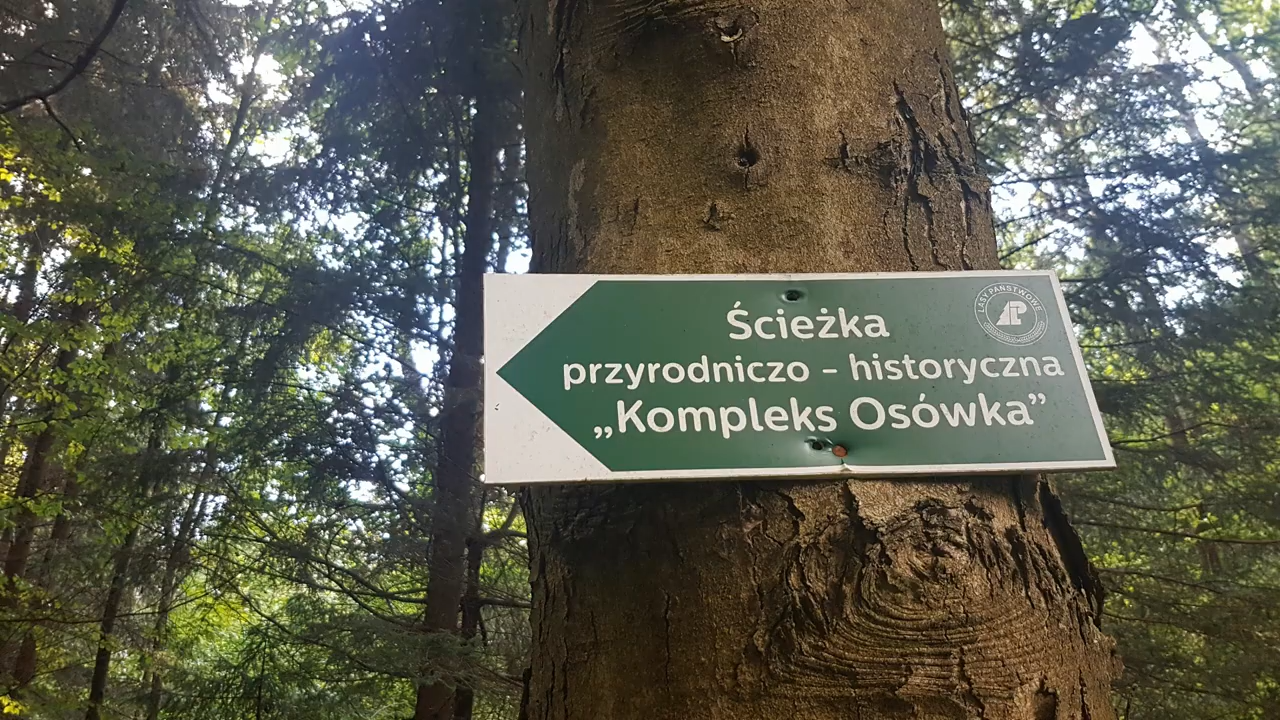 Ścieżka
przyrodniczo - historyczna
„Kompleks Osówka”
LASY PAŃSTWOWE